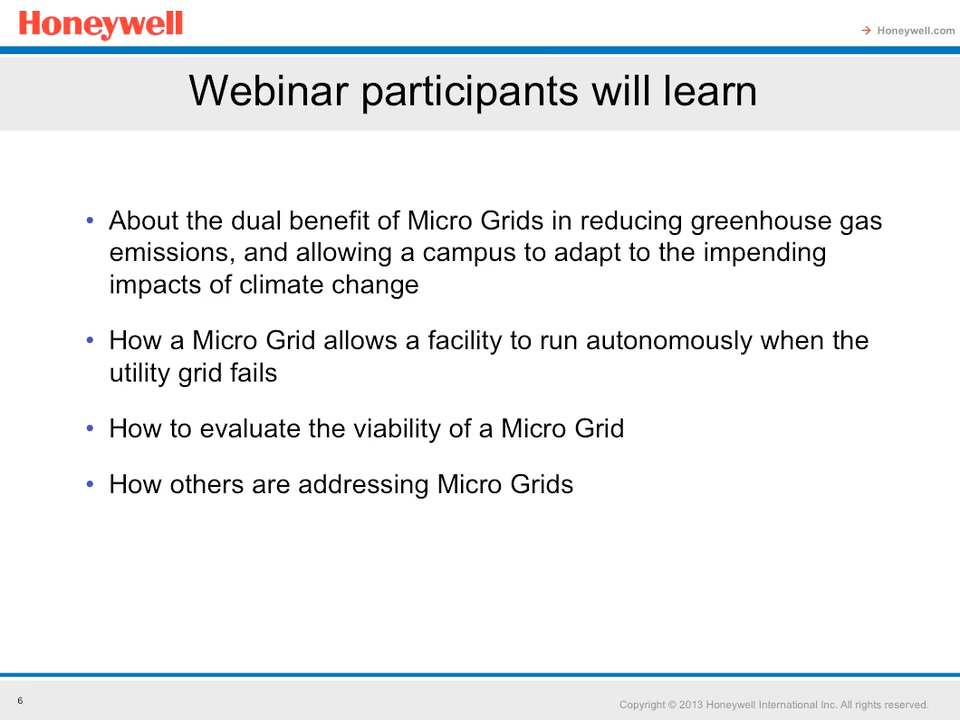 Honeywell
→ Honeywell.com
Webinar participants will learn
• About the dual benefit of Micro Grids in reducing greenhouse gas
emissions, and allowing a campus to adapt to the impending
impacts of climate change
• How a Micro Grid allows a facility to run autonomously when the
utility grid fails
• How to evaluate the viability of a Micro Grid
• How others are addressing Micro Grids
6
Copyright © 2013 Honeywell International Inc. All rights reserved.